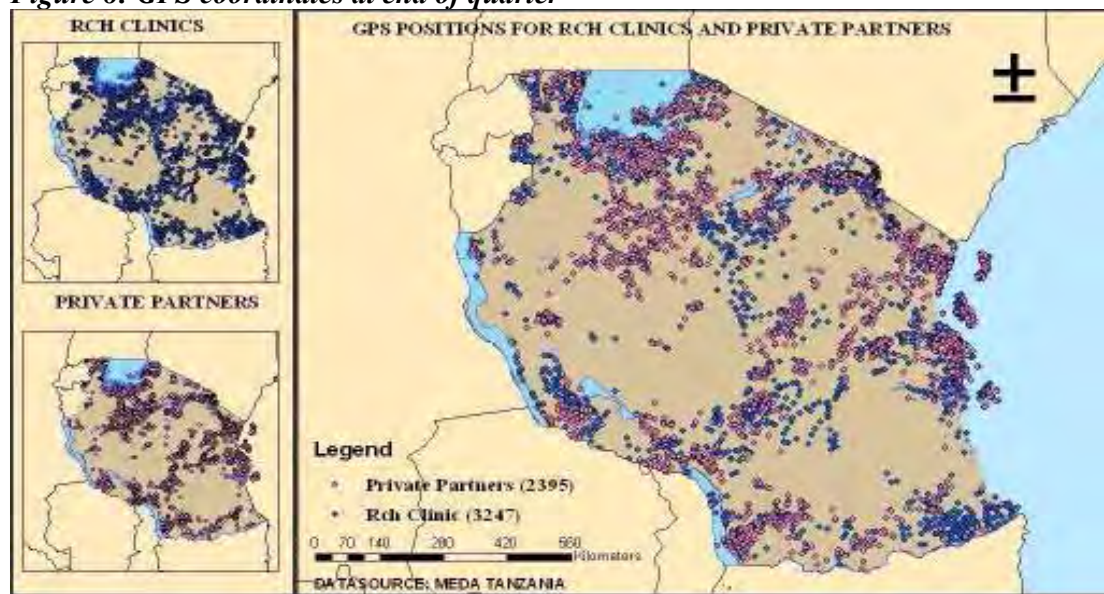 Figure 6: GPS coordinates at end of quarter
RCH CLINICS
PRIVATE PARTNERS
GPS POSITIONS FOR RCH CLINICS AND PRIVATE PARTNERS
Legend
Private Partners (2395)
Rch Clinic (3247)
0 70 140 280 420 560
Kilometers
DATASOURCE: MEDA TANZANIA